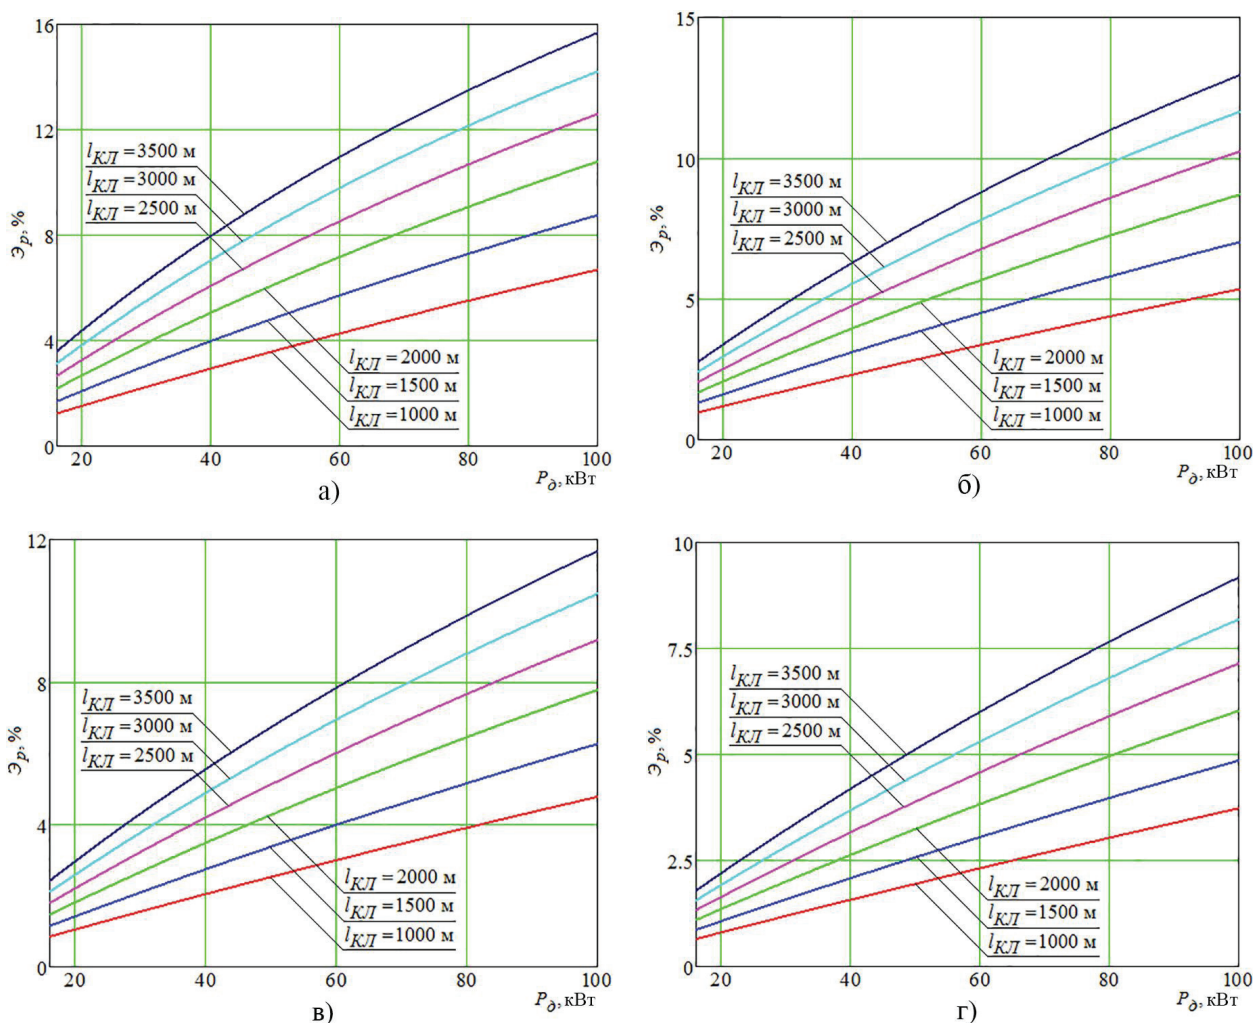 16
12
8
4
0
Э_р, %
l_КЛ = 3500 м
l_КЛ = 3000 м
l_КЛ = 2500 м
l_КЛ = 2000 м
l_КЛ = 1500 м
l_КЛ = 1000 м
20 40 60 80 100
P_д, кВт
а)
15
10
5
0
Э_р, %
l_КЛ = 3500 м
l_КЛ = 3000 м
l_КЛ = 2500 м
l_КЛ = 2000 м
l_КЛ = 1500 м
l_КЛ = 1000 м
20 40 60 80 100
P_д, кВт
б)
12
8
4
0
Э_р, %
l_КЛ = 3500 м
l_КЛ = 3000 м
l_КЛ = 2500 м
l_КЛ = 2000 м
l_КЛ = 1500 м
l_КЛ = 1000 м
20 40 60 80 100
P_д, кВт
в)
10
7.5
5
2.5
0
Э_р, %
l_КЛ = 3500 м
l_КЛ = 3000 м
l_КЛ = 2500 м
l_КЛ = 2000 м
l_КЛ = 1500 м
l_КЛ = 1000 м
20 40 60 80 100
P_д, кВт
г)